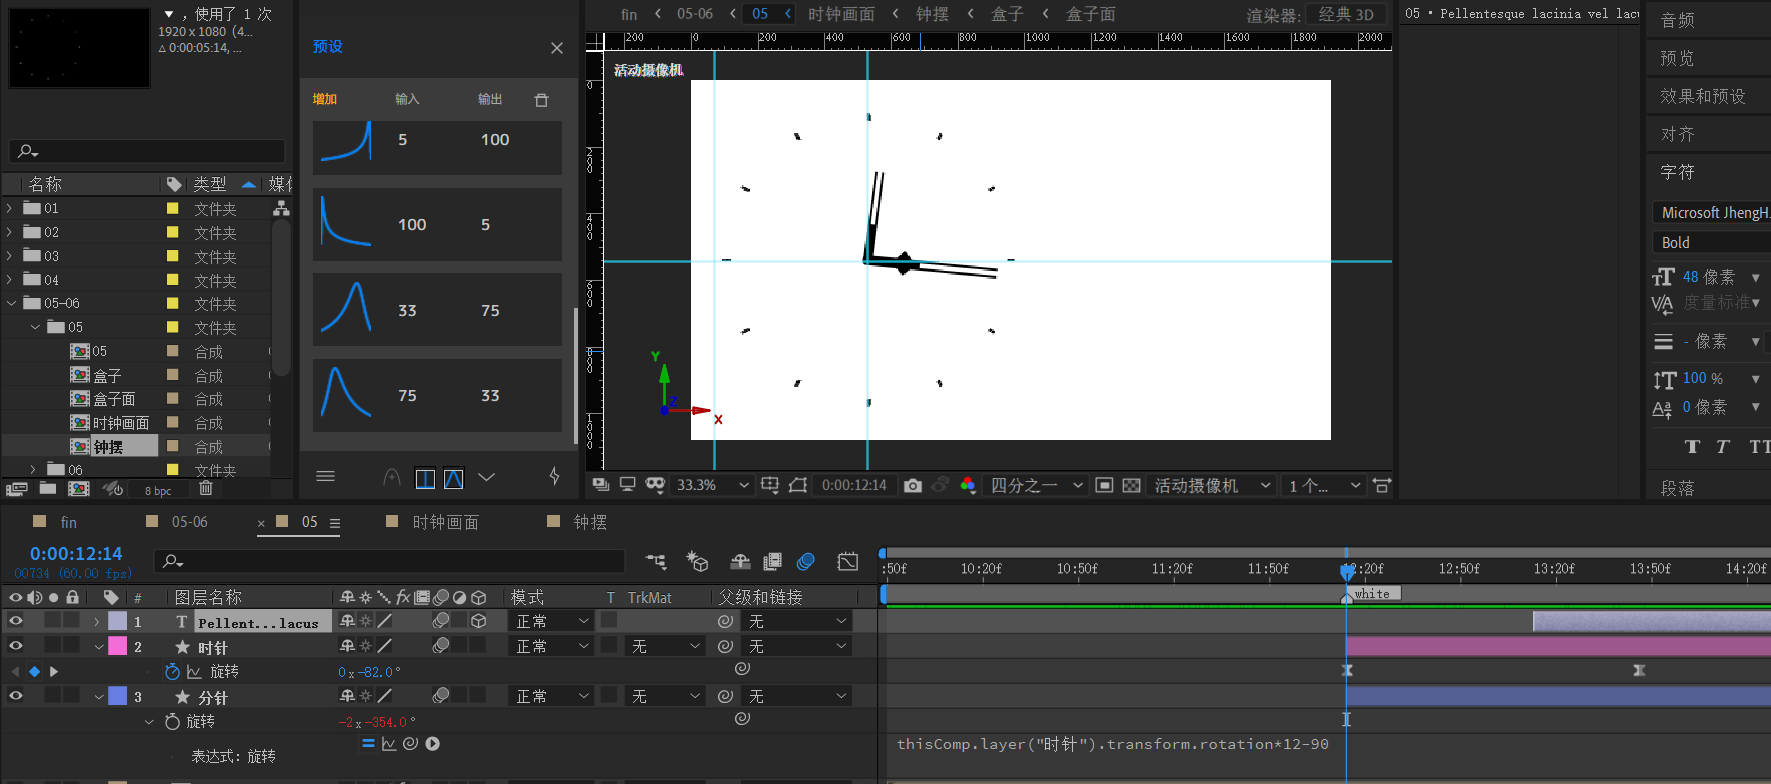 ，使用了 1 次
1920 x 1080 (4...
△ 0:00:05:14, ...
名称 类型
01 文件夹
02 文件夹
03 文件夹
04 文件夹
05-06 文件夹
05 文件夹
05 合成
盒子 合成
盒子面 合成
时钟画面 合成
钟摆 合成
06 文件夹
8 bpc
预设
增加 输入 输出
5 100
100 5
33 75
75 33
fin 05-06 05 时钟画面 钟摆 盒子 盒子面 渲染器: 经典 3D
200 0 200 400 600 800 1000 1200 1400 1600 1800 2000
活动摄像机
Y
Z
X
33.3% 0:00:12:14 四分之一 活动摄像机 1 个...
05 • Pellentesque lacinia vel lacu
音频
预览
效果和预设
对齐
字符
Microsoft JhengH.
Bold
48 像素
度量标准
- 像素
100 %
0 像素
T T TT
段落
fin 05-06 × 05 时钟画面 钟摆
0:00:12:14
00734 (60.00 fps)
:50f 10:20f 10:50f 11:20f 11:50f 12:20f 12:50f 13:20f 13:50f 14:20f
# 图层名称 模式 T TrkMat 父级和链接
white
1 T Pellent...lacus 正常 无
2 时针 正常 无 无
旋转 0x-82.0°
3 分针 正常 无 无
旋转 -2x-354.0°
表达式: 旋转
thisComp.layer("时针").transform.rotation*12-90